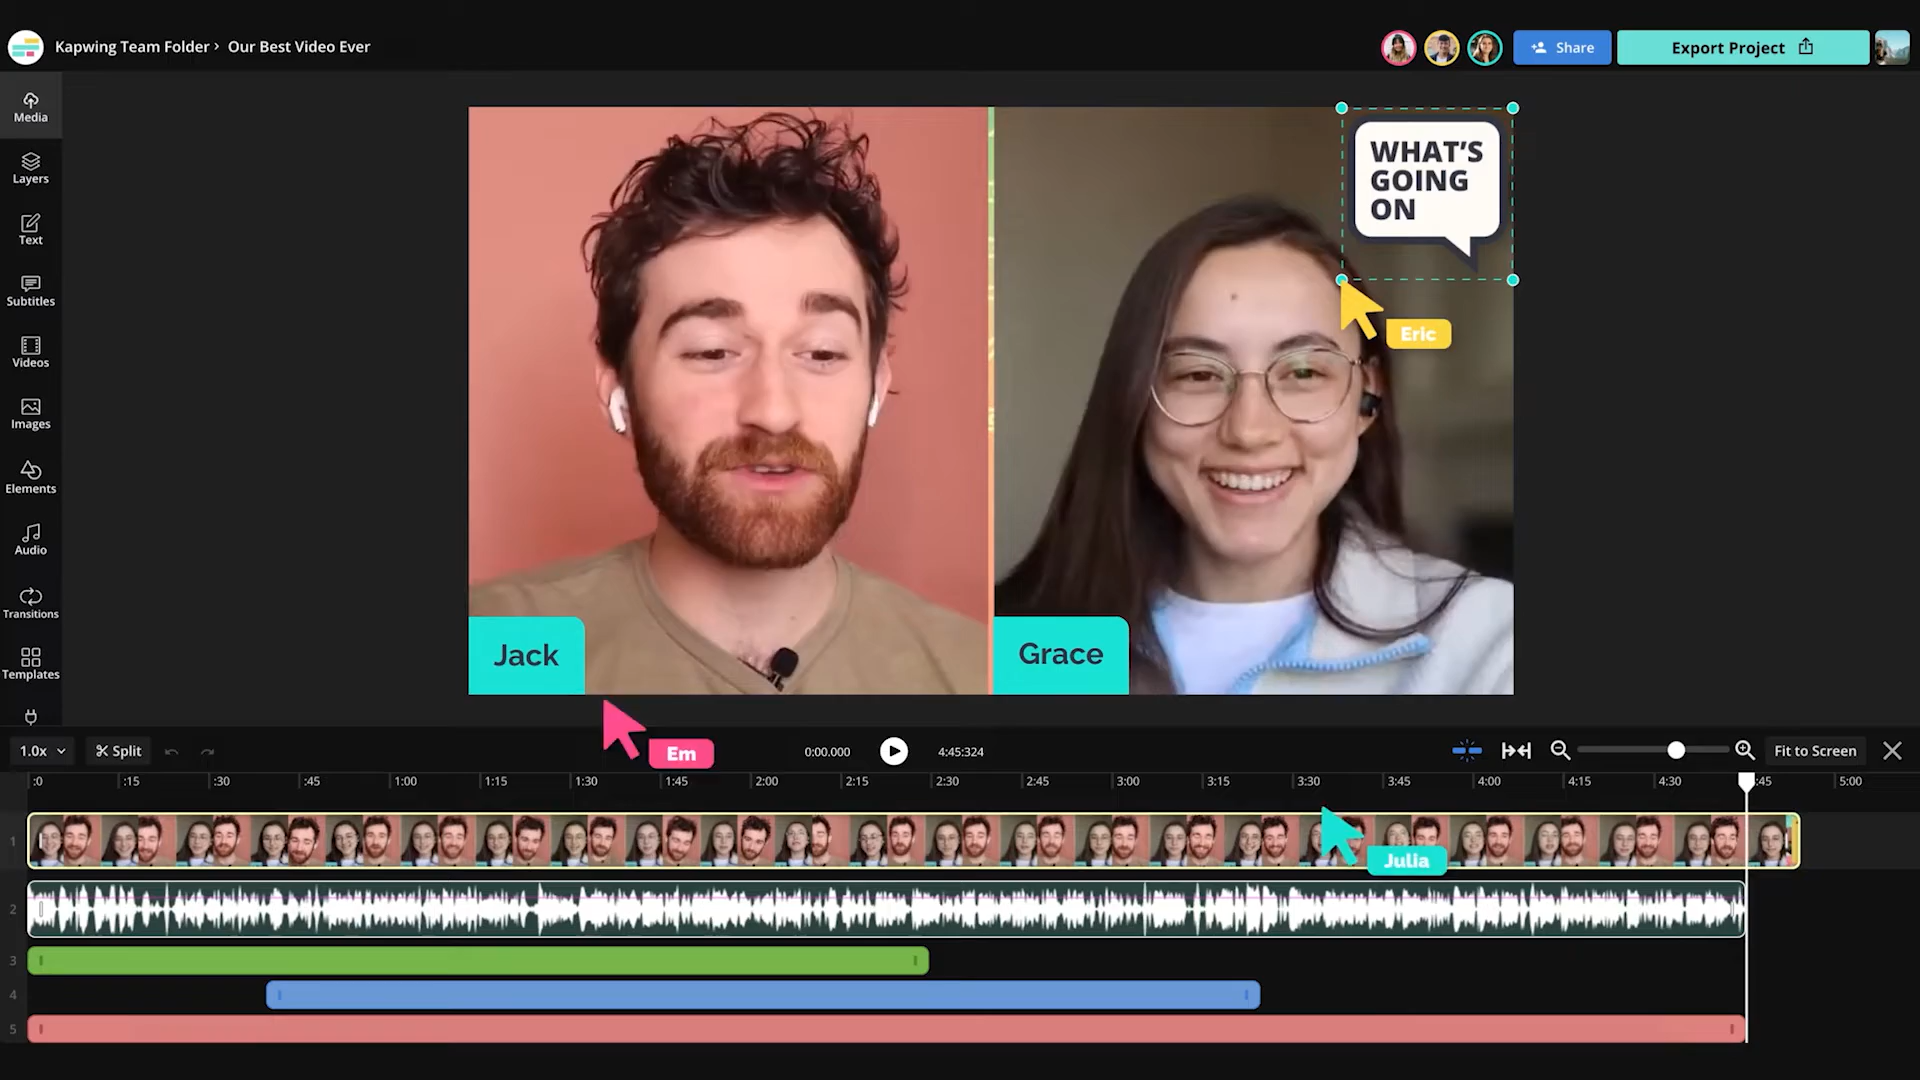 Kapwing Team Folder › Our Best Video Ever
Share
Export Project
Media
Layers
Text
Subtitles
Videos
Images
Elements
Audio
Transitions
Templates
WHAT'S
GOING
ON
Eric
Jack
Grace
Em
1.0x
Split
0:00.000
4:45:324
Fit to Screen
:0 :15 :30 :45 1:00 1:15 1:30 1:45 2:00 2:15 2:30 2:45 3:00 3:15 3:30 3:45 4:00 4:15 4:30 :45 5:00
1
Julia
2
3
4
5